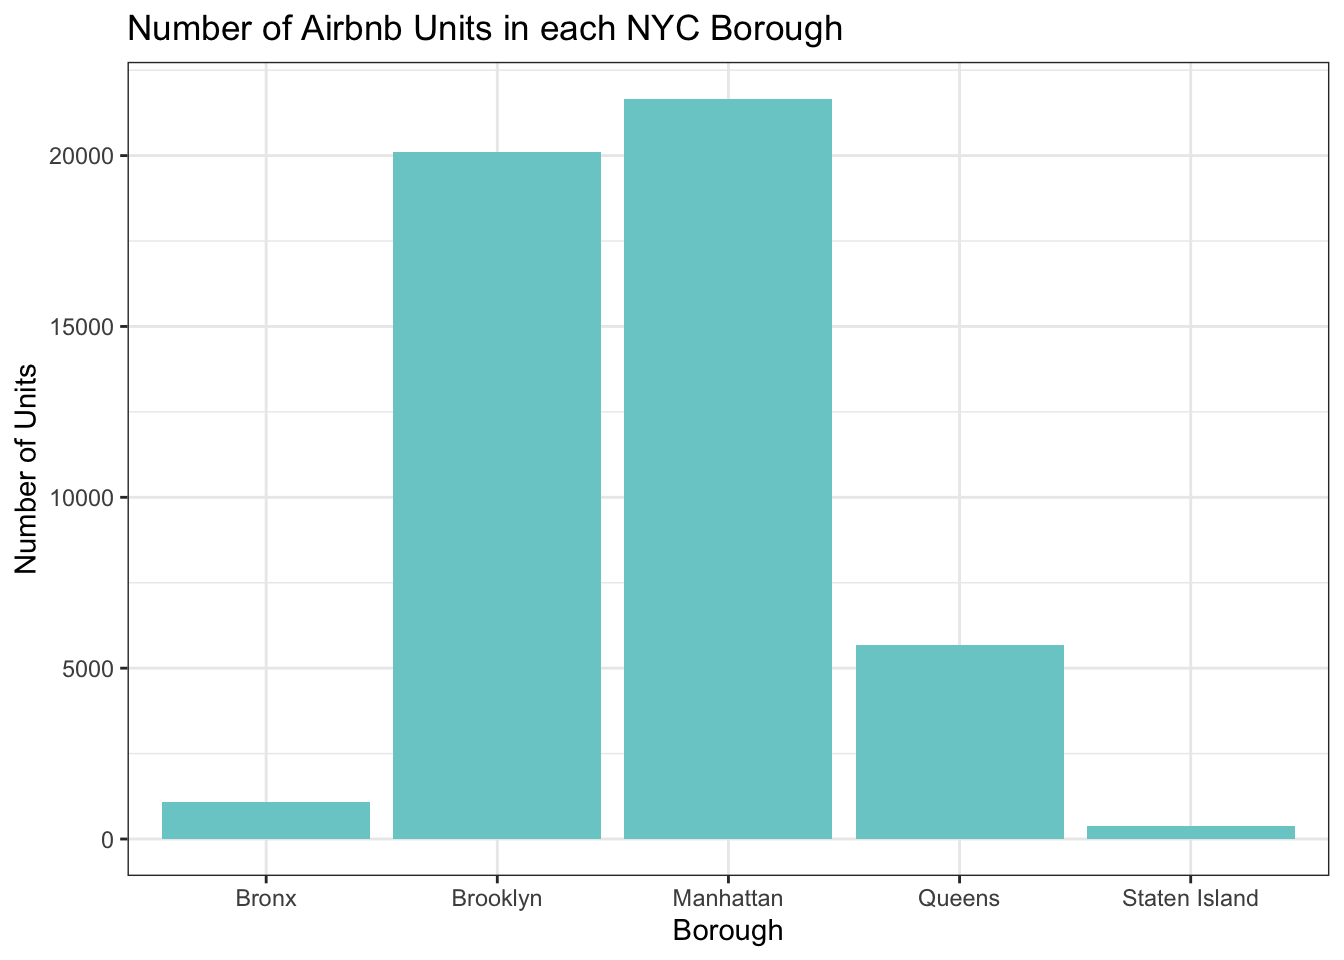 Number of Airbnb Units in each NYC Borough
Number of Units
20000
15000
10000
5000
0
Bronx Brooklyn Manhattan Queens Staten Island
Borough